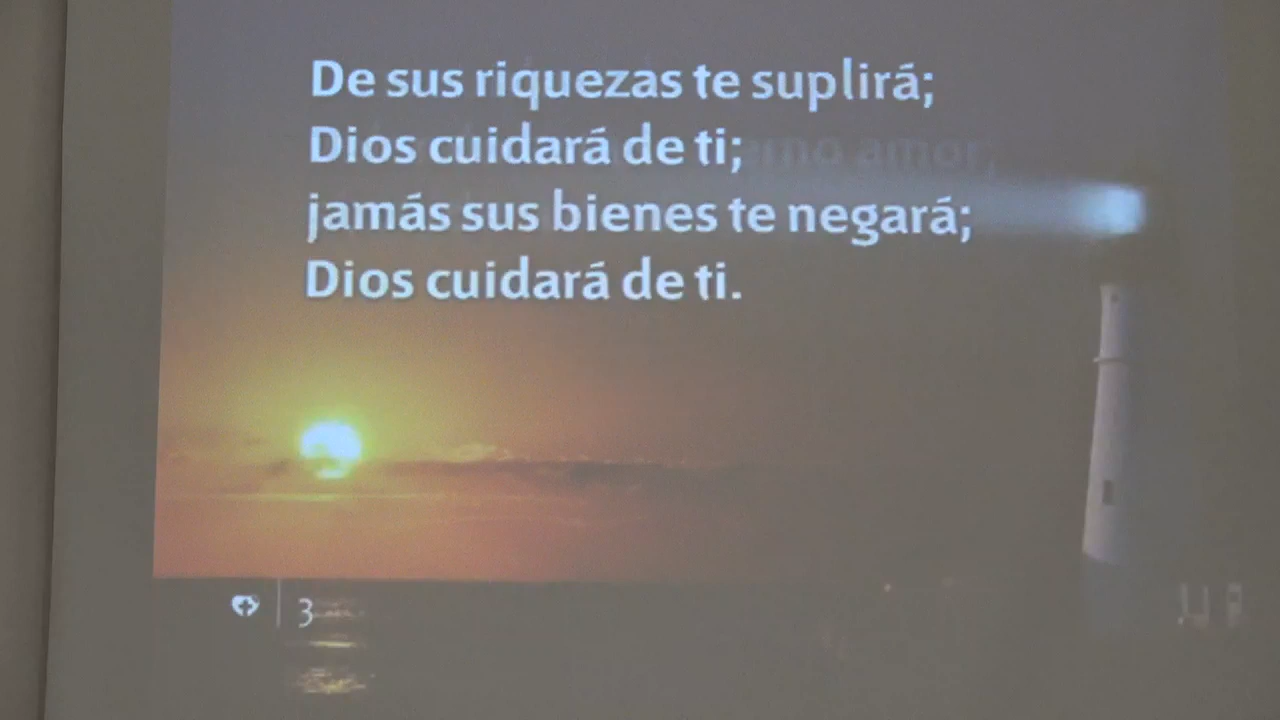 De sus riquezas te suplirá;
Dios cuidará de ti;
jamás sus bienes te negará;
Dios cuidará de ti.
3